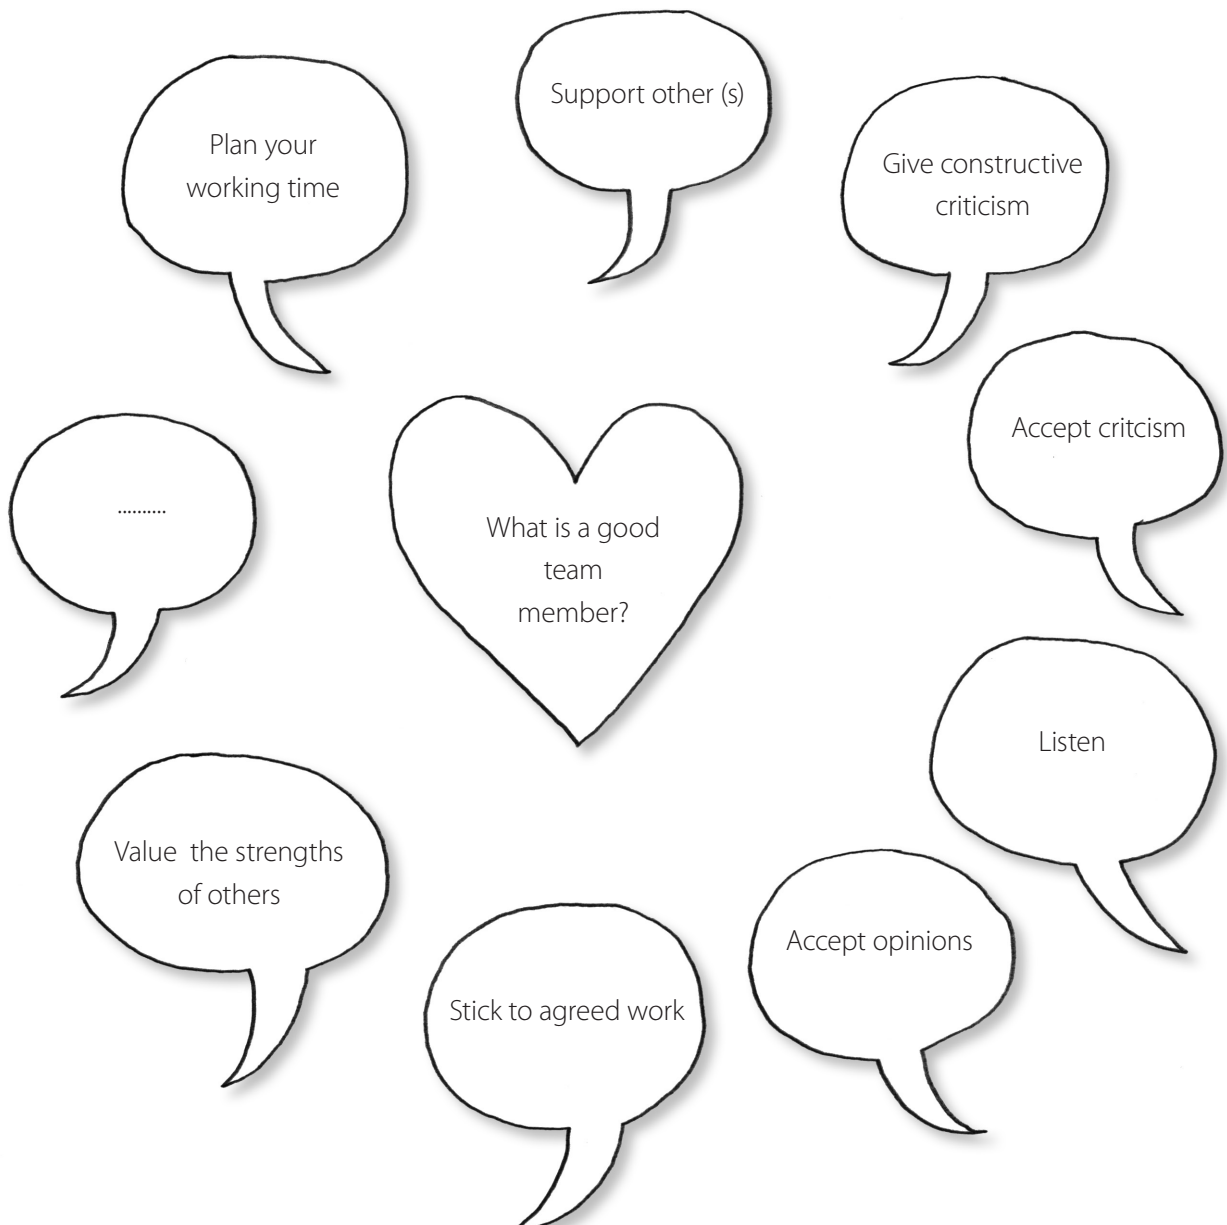 Support other (s)
Plan your
working time
Give constructive
criticism
Accept critcism
..........
What is a good
team
member?
Listen
Value  the strengths
of others
Accept opinions
Stick to agreed work